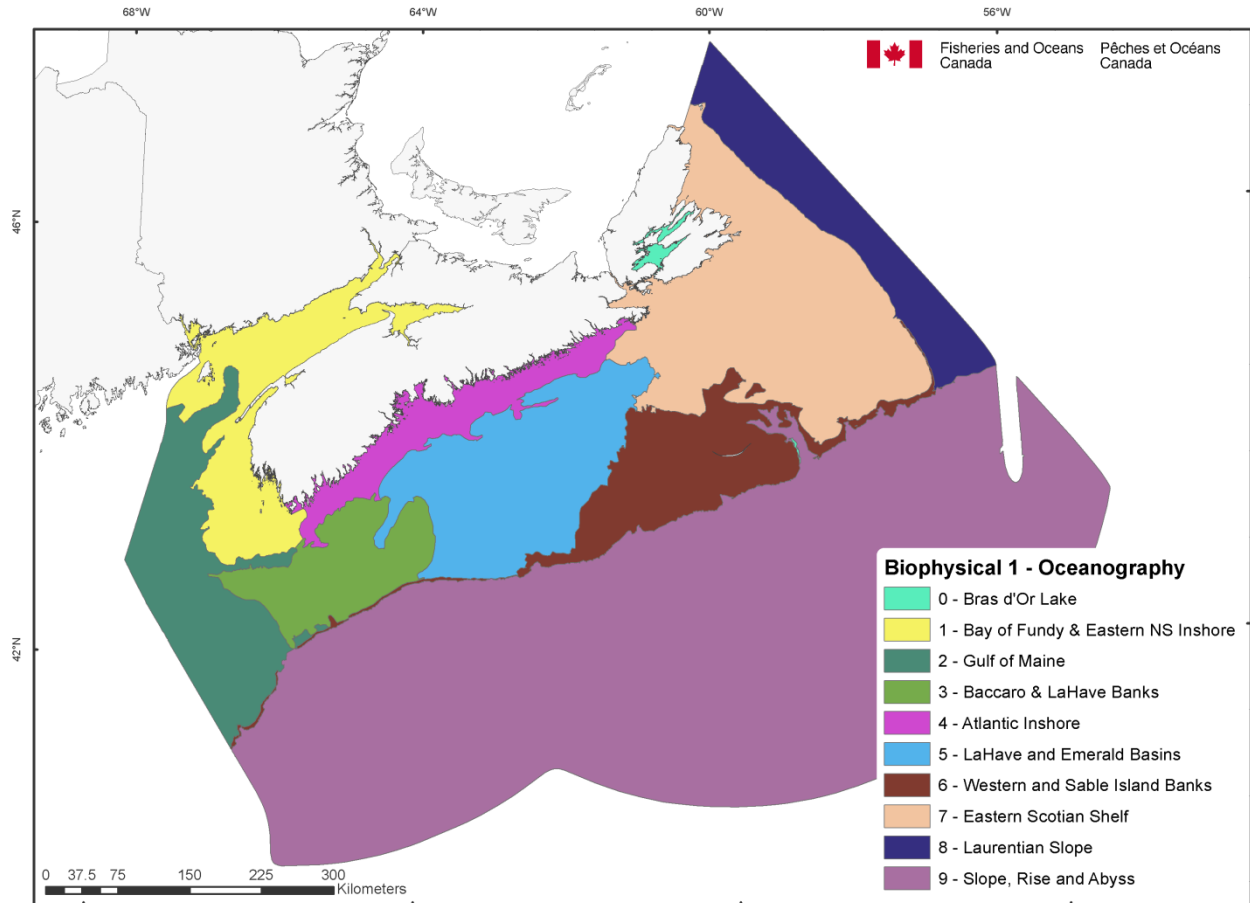 68°W
64°W
60°W
56°W
Fisheries and Oceans
Canada
Pêches et Océans
Canada
46°N
42°N
Biophysical 1 - Oceanography
0 - Bras d'Or Lake
1 - Bay of Fundy & Eastern NS Inshore
2 - Gulf of Maine
3 - Baccaro & LaHave Banks
4 - Atlantic Inshore
5 - LaHave and Emerald Basins
6 - Western and Sable Island Banks
7 - Eastern Scotian Shelf
8 - Laurentian Slope
9 - Slope, Rise and Abyss
0 37.5 75 150 225 300
Kilometers